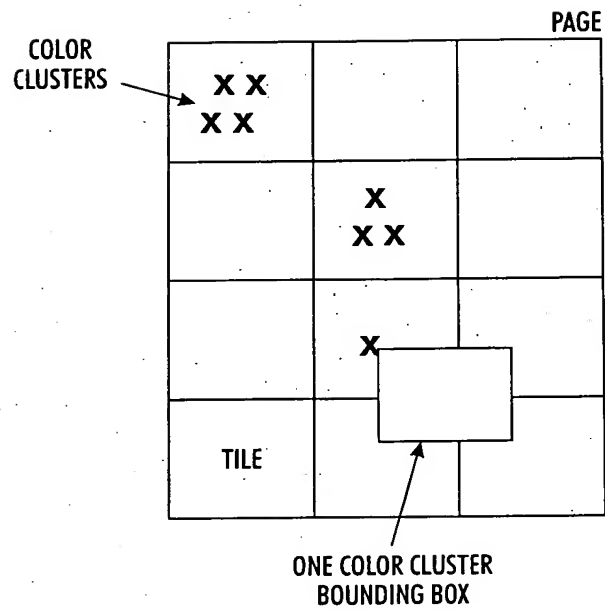 PAGE
COLOR
CLUSTERS
X X
X X
X
X X
X
TILE
ONE COLOR CLUSTER
BOUNDING BOX